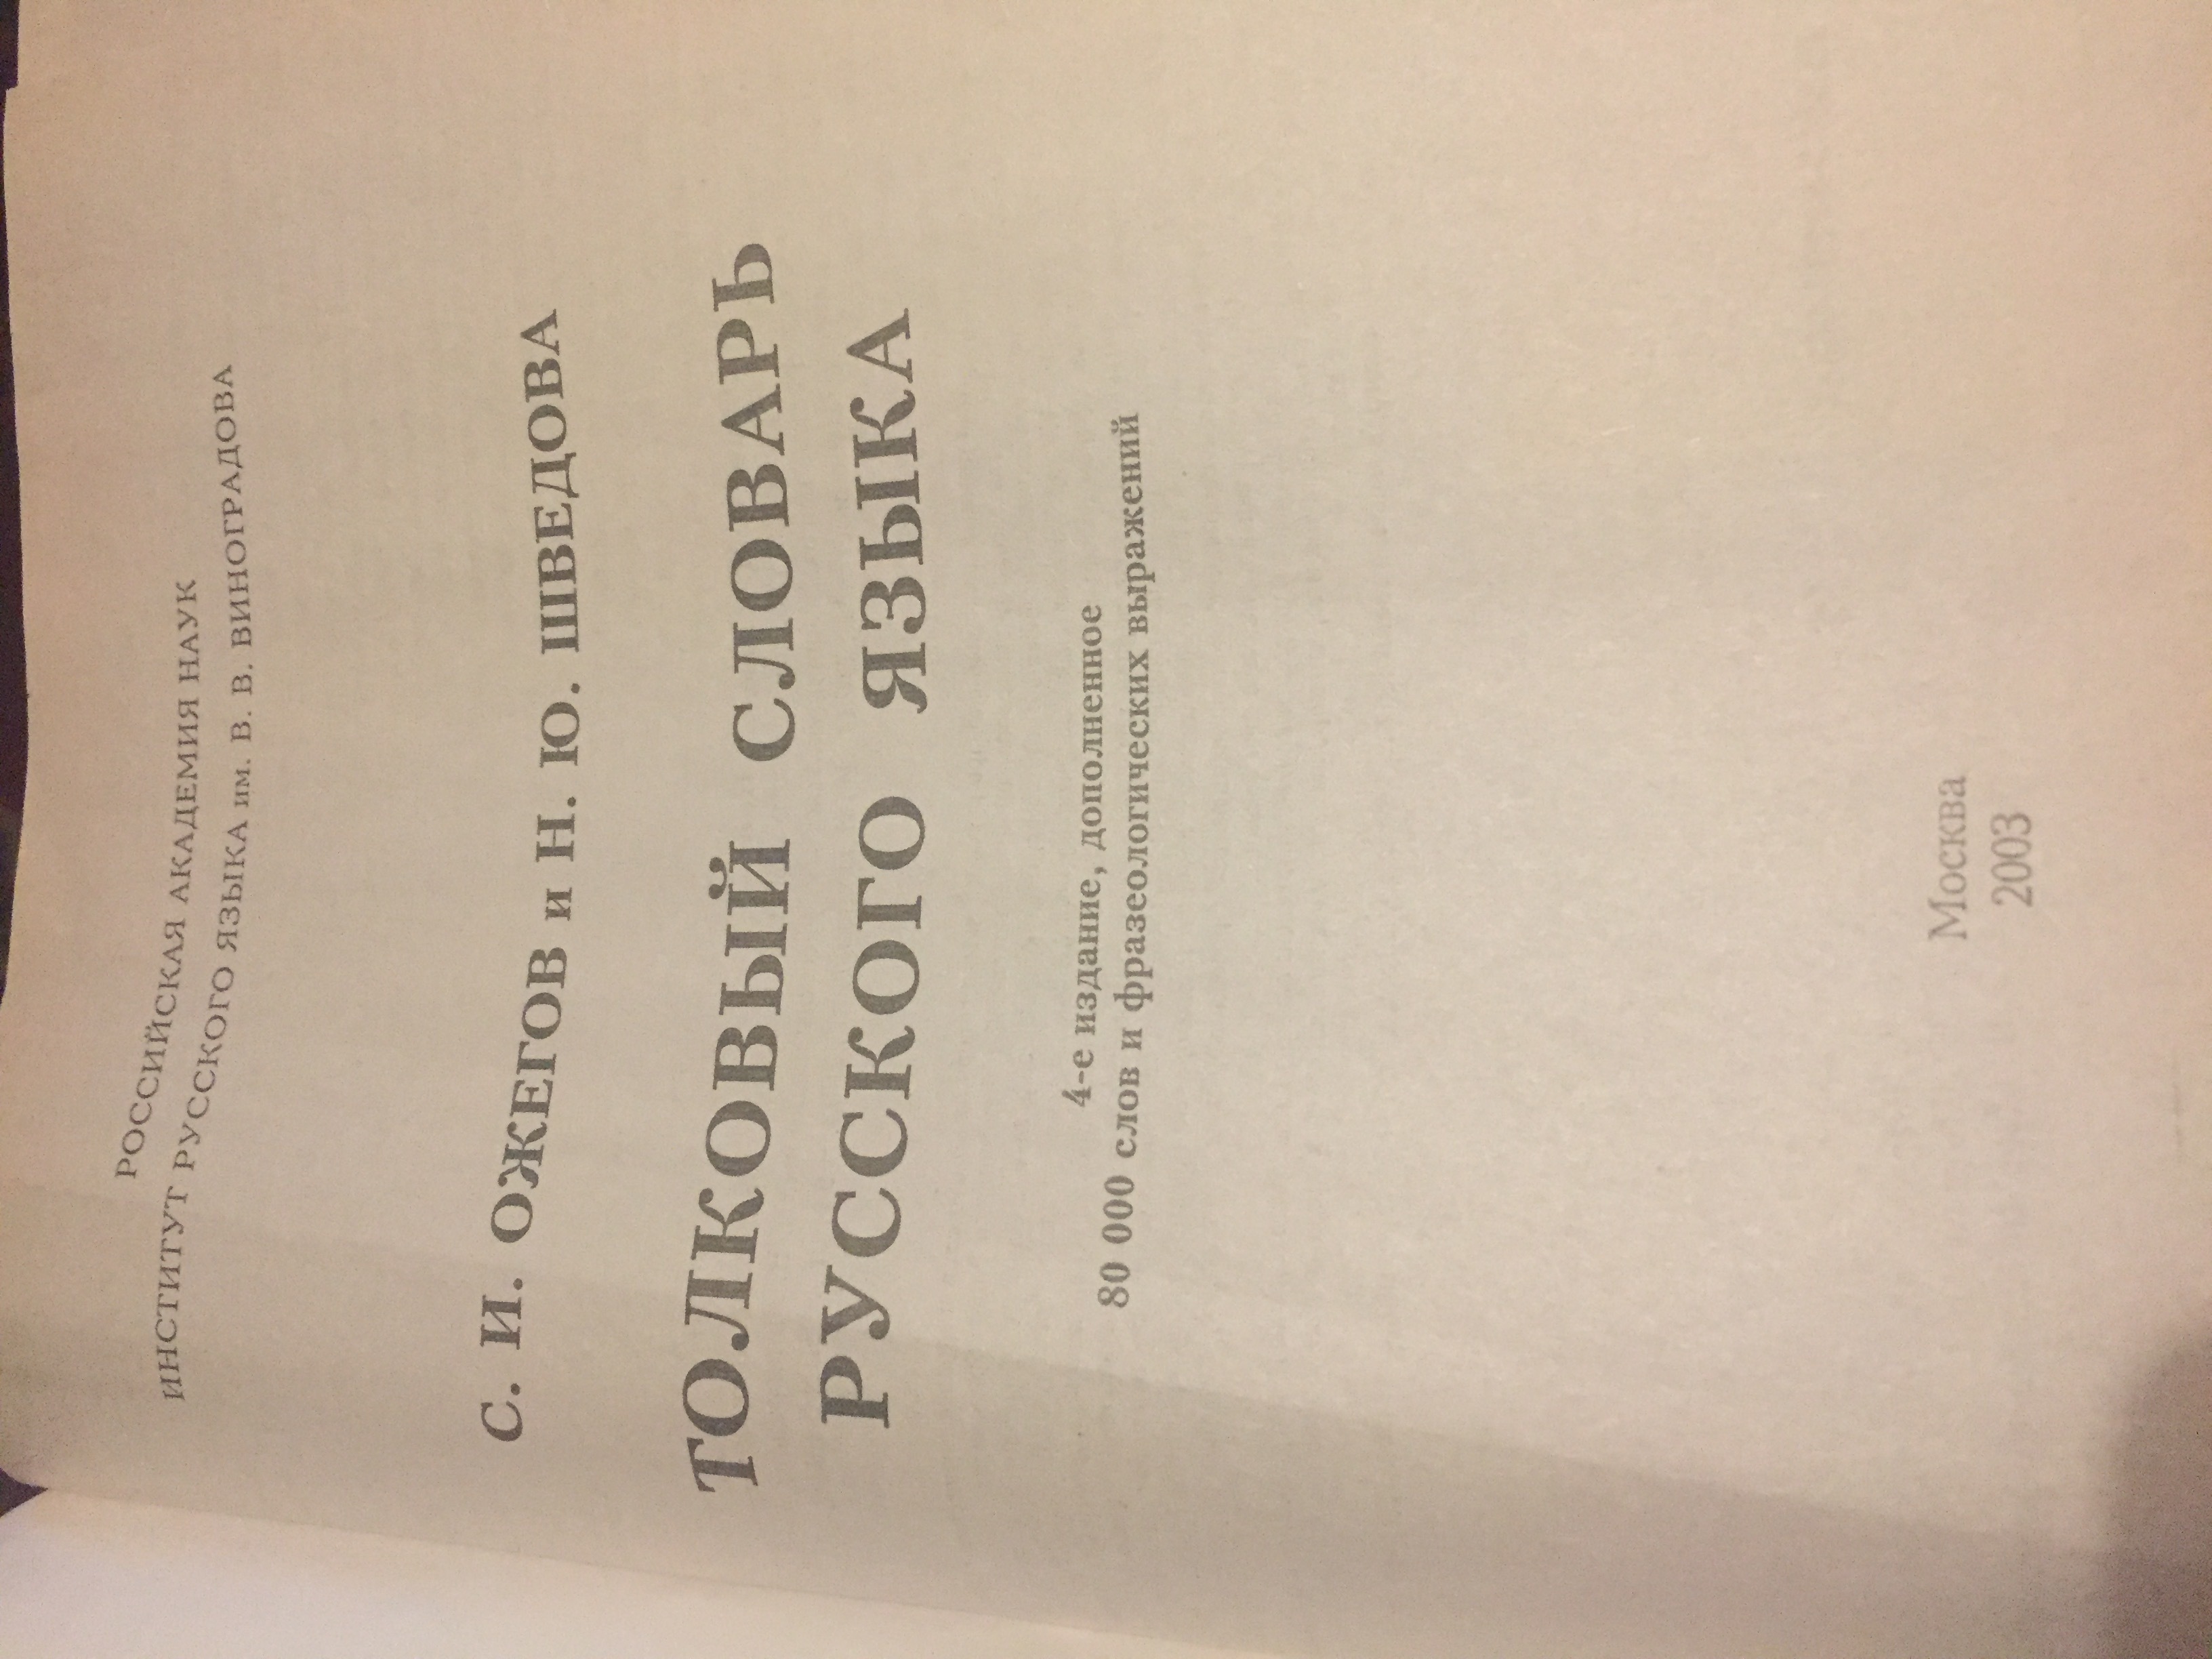 РОССИЙСКАЯ АКАДЕМИЯ НАУК
ИНСТИТУТ РУССКОГО ЯЗЫКА им. В. В. ВИНОГРАДОВА
С. И. ОЖЕГОВ и Н. Ю. ШВЕДОВА
ТОЛКОВЫЙ СЛОВАРЬ
РУССКОГО ЯЗЫКА
4-е издание, дополненное
80 000 слов и фразеологических выражений
Москва
2003